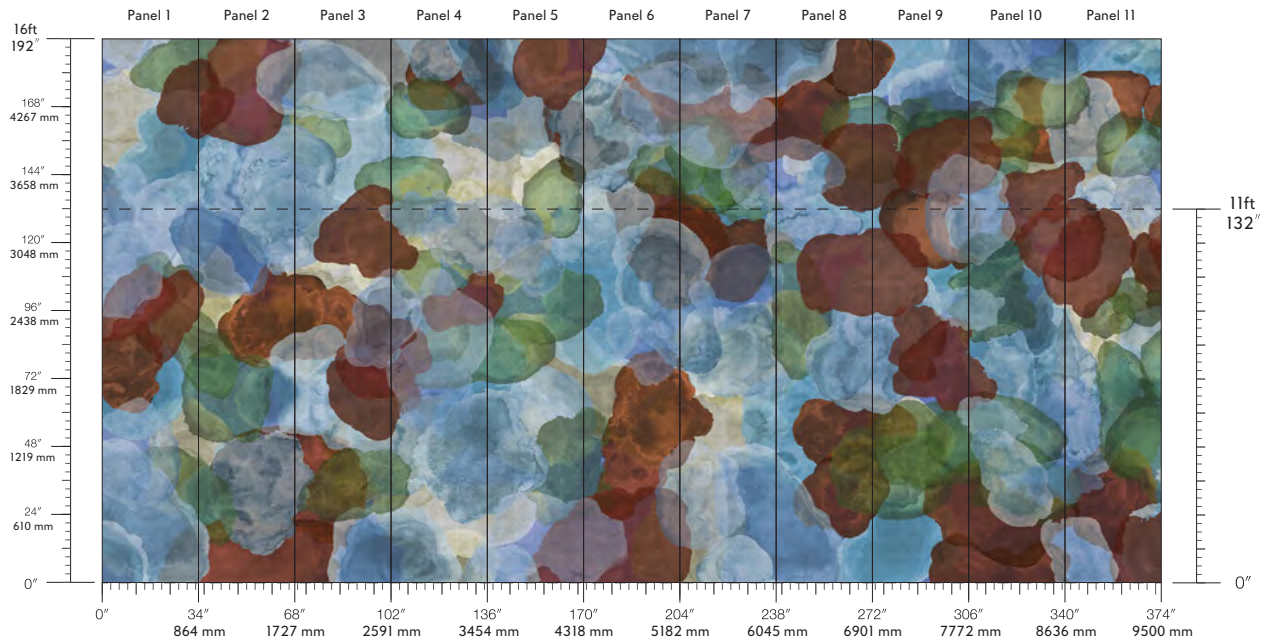 Panel 1 Panel 2 Panel 3 Panel 4 Panel 5 Panel 6 Panel 7 Panel 8 Panel 9 Panel 10 Panel 11
16ft
192"
168"
4267 mm
144"
3658 mm
11ft
132"
120"
3048 mm
96"
2438 mm
72"
1829 mm
48"
1219 mm
24"
610 mm
0"
0"
0" 34" 68" 102" 136" 170" 204" 238" 272" 306" 340" 374"
864 mm 1727 mm 2591 mm 3454 mm 4318 mm 5182 mm 6045 mm 6901 mm 7772 mm 8636 mm 9500 mm